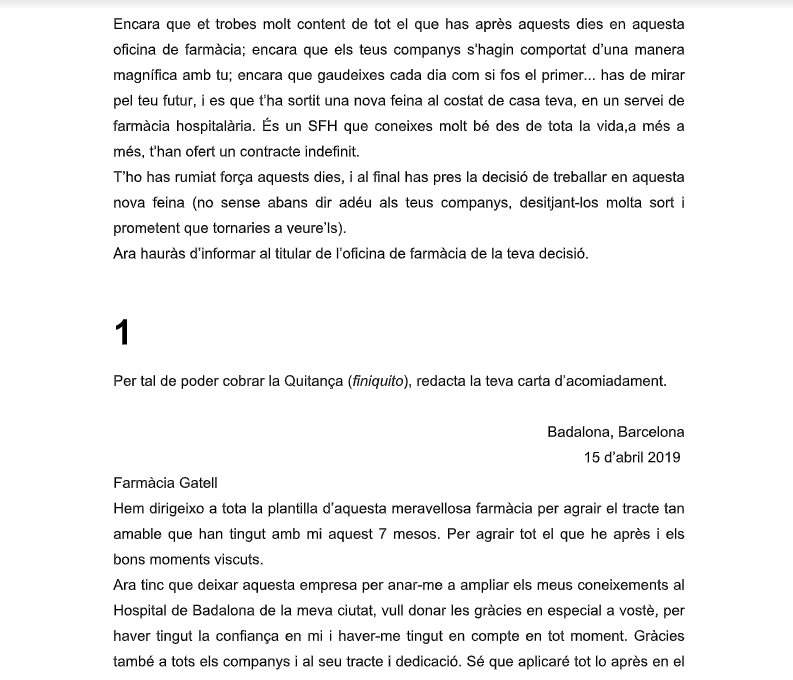 Encara que et trobes molt content de tot el que has après aquests dies en aquesta
oficina de farmàcia; encara que els teus companys s'hagin comportat d'una manera
magnífica amb tu; encara que gaudeixes cada dia com si fos el primer... has de mirar
pel teu futur, i es que t'ha sortit una nova feina al costat de casa teva, en un servei de
farmàcia hospitalària. És un SFH que coneixes molt bé des de tota la vida,a més a
més, t'han ofert un contracte indefinit.
T'ho has rumiat força aquests dies, i al final has pres la decisió de treballar en aquesta
nova feina (no sense abans dir adéu als teus companys, desitjant-los molta sort i
prometent que tornaries a veure'ls).
Ara hauràs d'informar al titular de l'oficina de farmàcia de la teva decisió.
1
Per tal de poder cobrar la Quitança (finiquito), redacta la teva carta d'acomiadament.
Badalona, Barcelona
15 d'abril 2019
Farmàcia Gatell
Hem dirigeixo a tota la plantilla d'aquesta meravellosa farmàcia per agrair el tracte tan
amable que han tingut amb mi aquest 7 mesos. Per agrair tot el que he après i els
bons moments viscuts.
Ara tinc que deixar aquesta empresa per anar-me a ampliar els meus coneixements al
Hospital de Badalona de la meva ciutat, vull donar les gràcies en especial a vostè, per
haver tingut la confiança en mi i haver-me tingut en compte en tot moment. Gràcies
també a tots els companys i al seu tracte i dedicació. Sé que aplicaré tot lo après en el